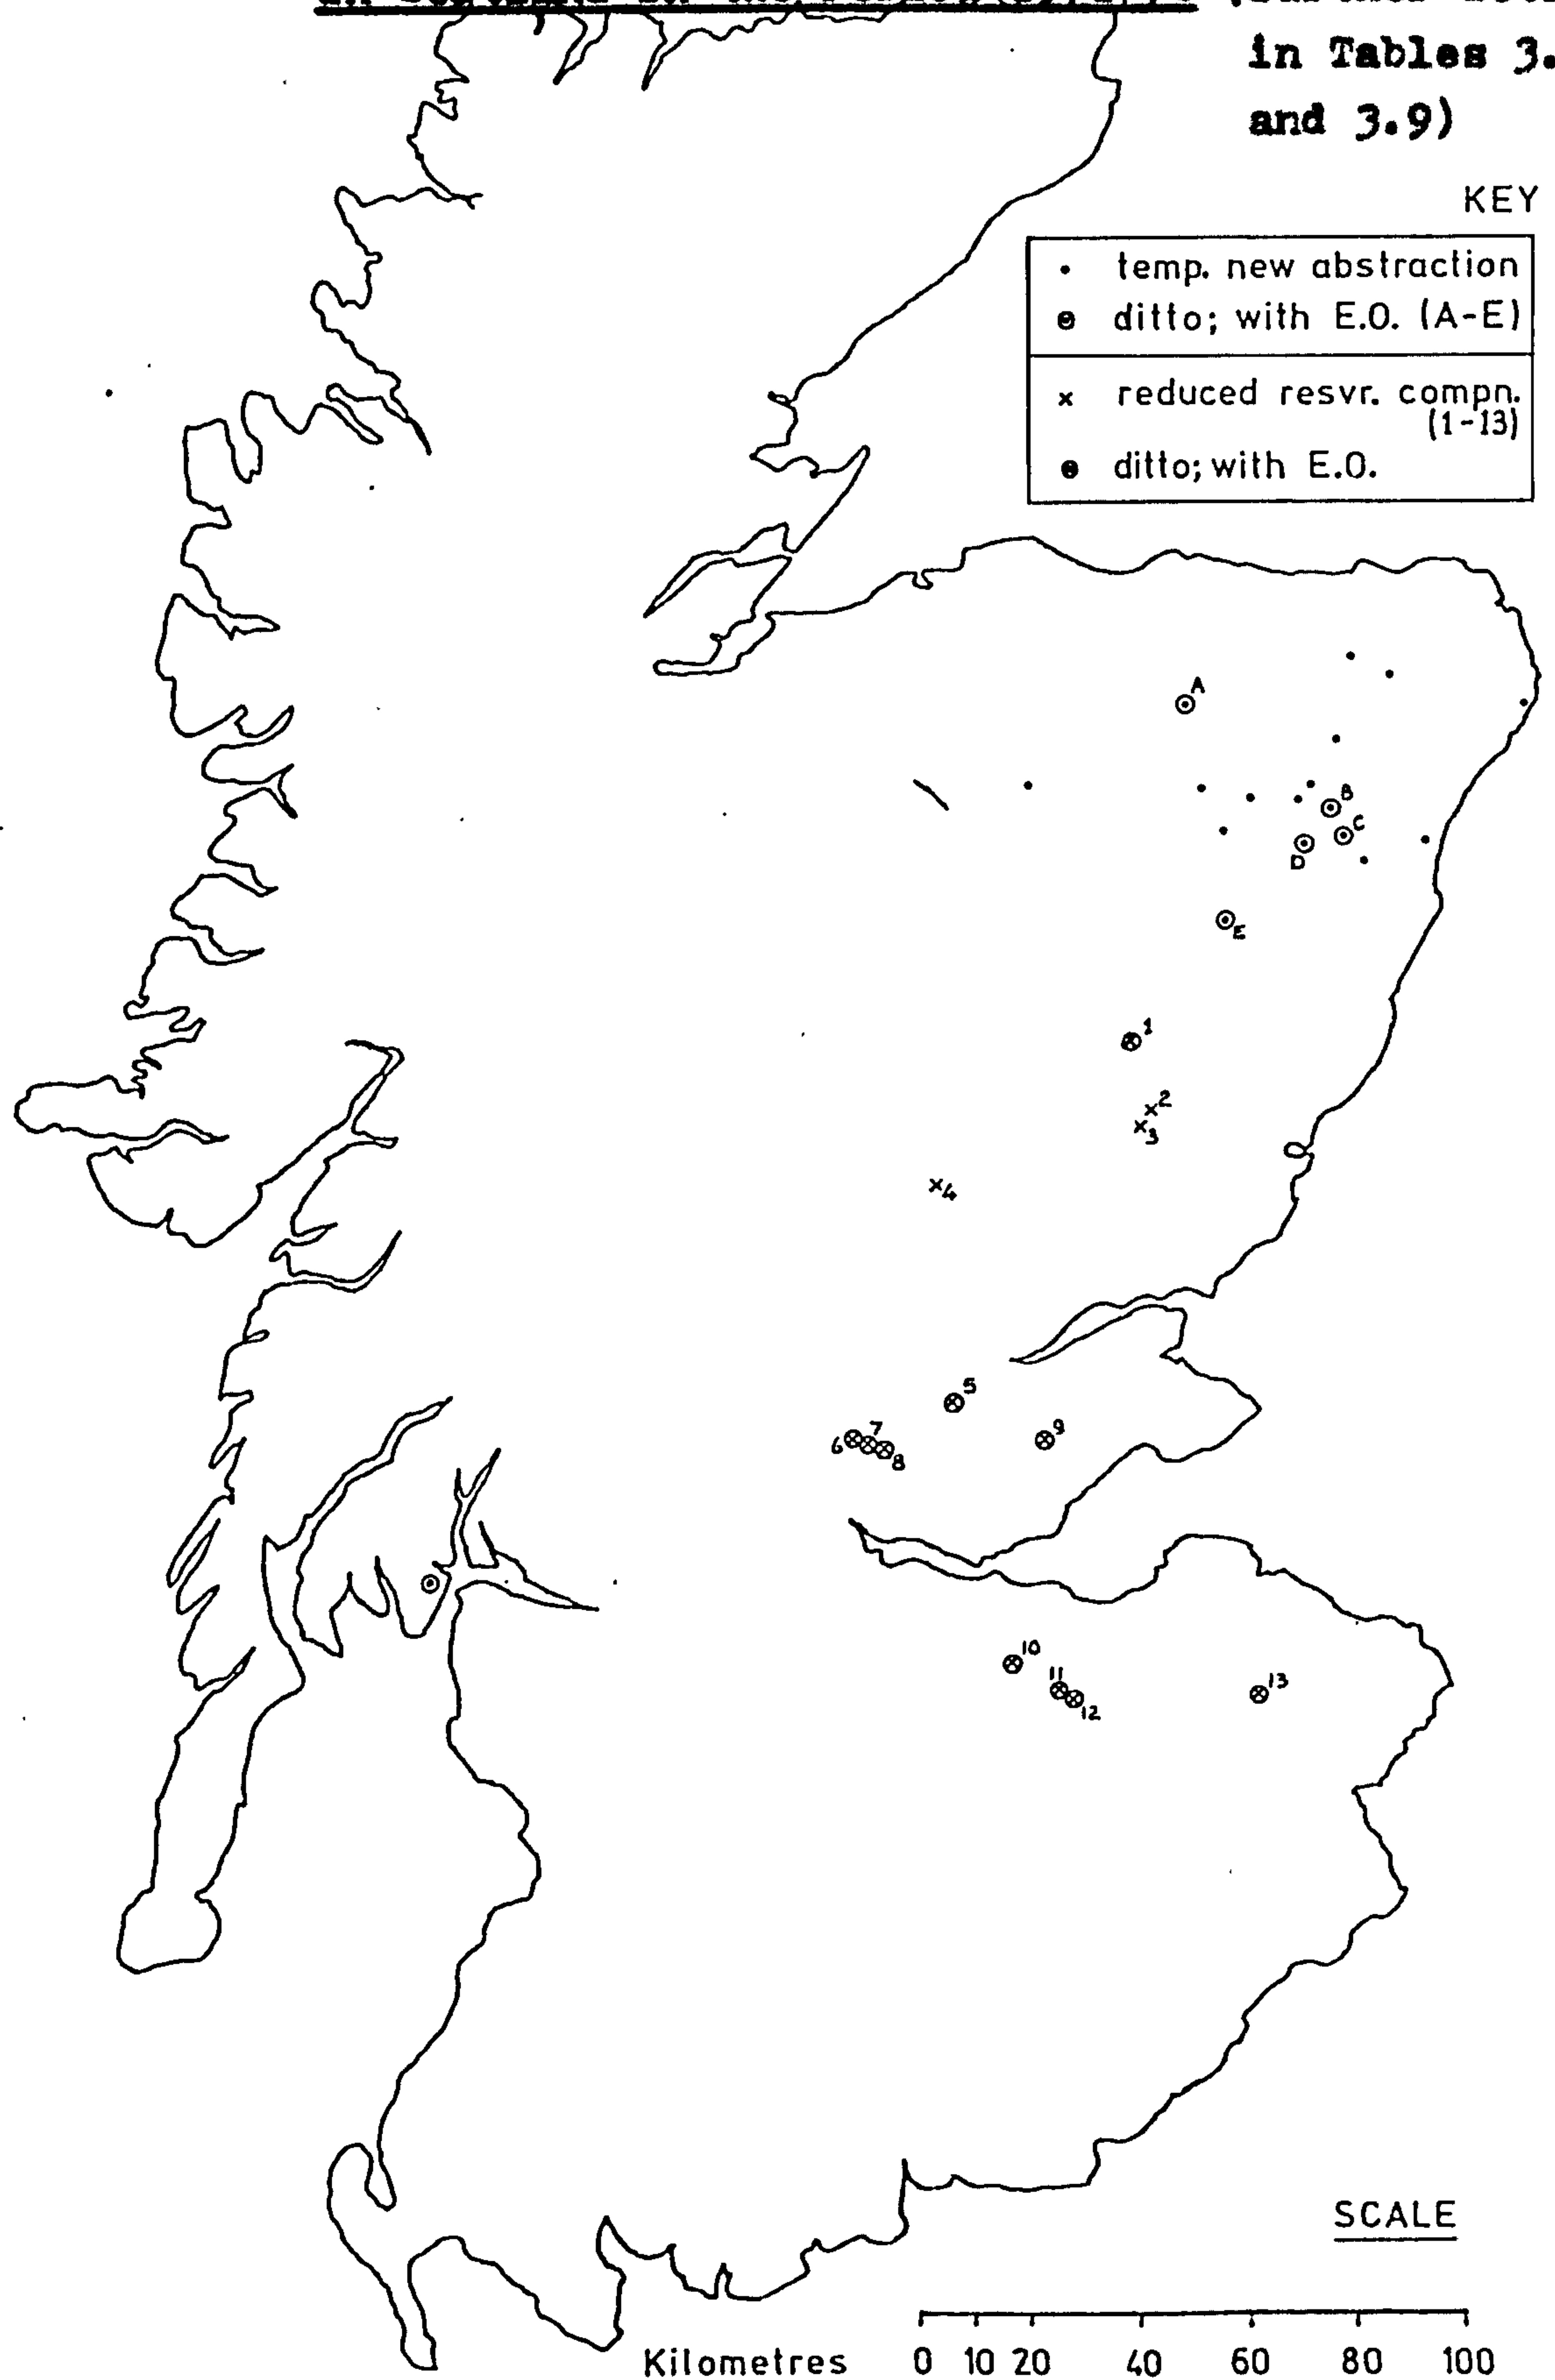 in Tables 3.
and 3.9)
KEY
temp. new abstraction
ditto; with E.O. (A-E)
x reduced resvr. compn.
(1-13)
ditto; with E.O.
A
B
C
D
E
1
x 2
x 3
x 4
5
6
7
8
9
10
11
12
13
SCALE
Kilometres 0 10 20 40 60 80 100